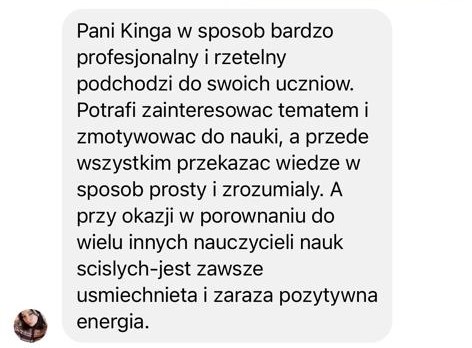 Pani Kinga w sposob bardzo
profesjonalny i rzetelny
podchodzi do swoich uczniow.
Potrafi zainteresowac tematem i
zmotywowac do nauki, a przede
wszystkim przekazac wiedze w
sposob prosty i zrozumialy. A
przy okazji w porownaniu do
wielu innych nauczycieli nauk
scislych-jest zawsze
usmiechnieta i zaraza pozytywna
energia.